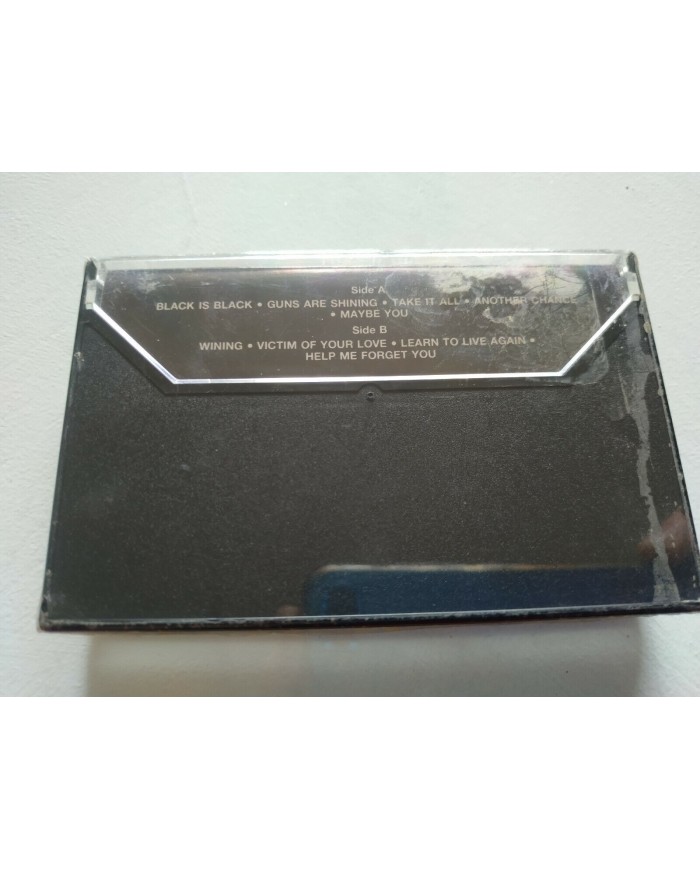 Side A
BLACK IS BLACK • GUNS ARE SHINING • TAKE IT ALL • ANOTHER CHANCE
• MAYBE YOU
Side B
WINING • VICTIM OF YOUR LOVE • LEARN TO LIVE AGAIN •
HELP ME FORGET YOU